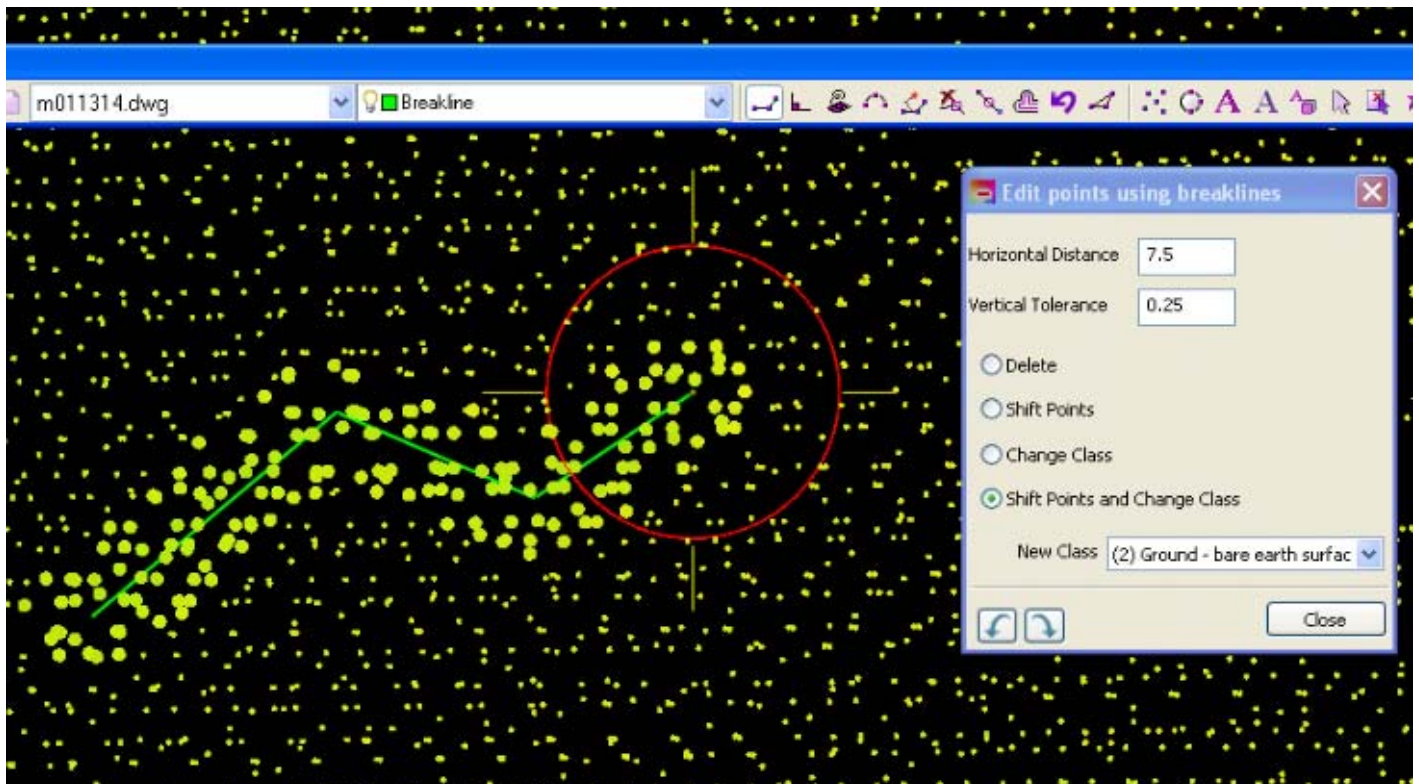 m011314.dwg
Breakline
Edit points using breaklines
Horizontal Distance 7.5
Vertical Tolerance 0.25
Delete
Shift Points
Change Class
Shift Points and Change Class
New Class (2) Ground - bare earth surfac
Close